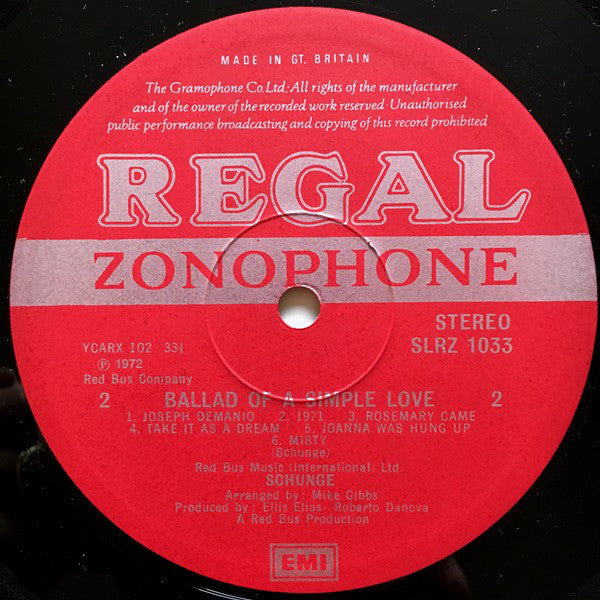 MADE IN GT. BRITAIN
The Gramophone Co. Ltd. All rights of the manufacturer
and of the owner of the recorded work reserved Unauthorised
public performance broadcasting and copying of this record prohibited
REGAL
ZONOPHONE
STEREO
SLRZ 1033
YCARX 102 33⅓
Ⓟ 1972
Red Bus Company
2 BALLAD OF A SIMPLE LOVE 2
1. JOSEPH DEMANIO 2. 1971 3. ROSEMARY CAME
4. TAKE IT AS A DREAM 5. JOANNA WAS HUNG UP
6. MISTY
(Schunge)
Red Bus Music (International) Ltd.
SCHUNGE
Arranged by: Mike Gibbs
Produced by: Ellis Elias- Roberto Danova
A Red Bus Production
EMI